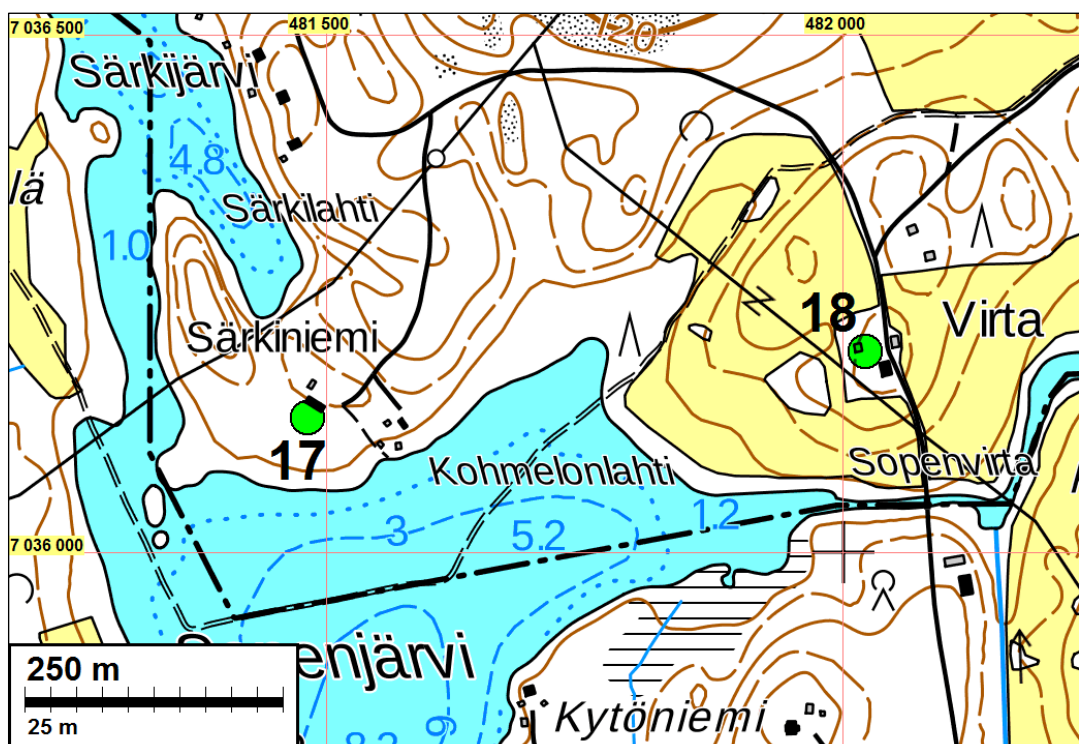 7 036 500
481 500
482 000
120
Särkijärvi
4.8
lä
Särkilahti
1.0
18
Virta
Särkiniemi
17
Kohmelonlahti
Sopenvirta
1.2
3
5.2
7 036 000
enjärvi
250 m
25 m
Kytöniemi